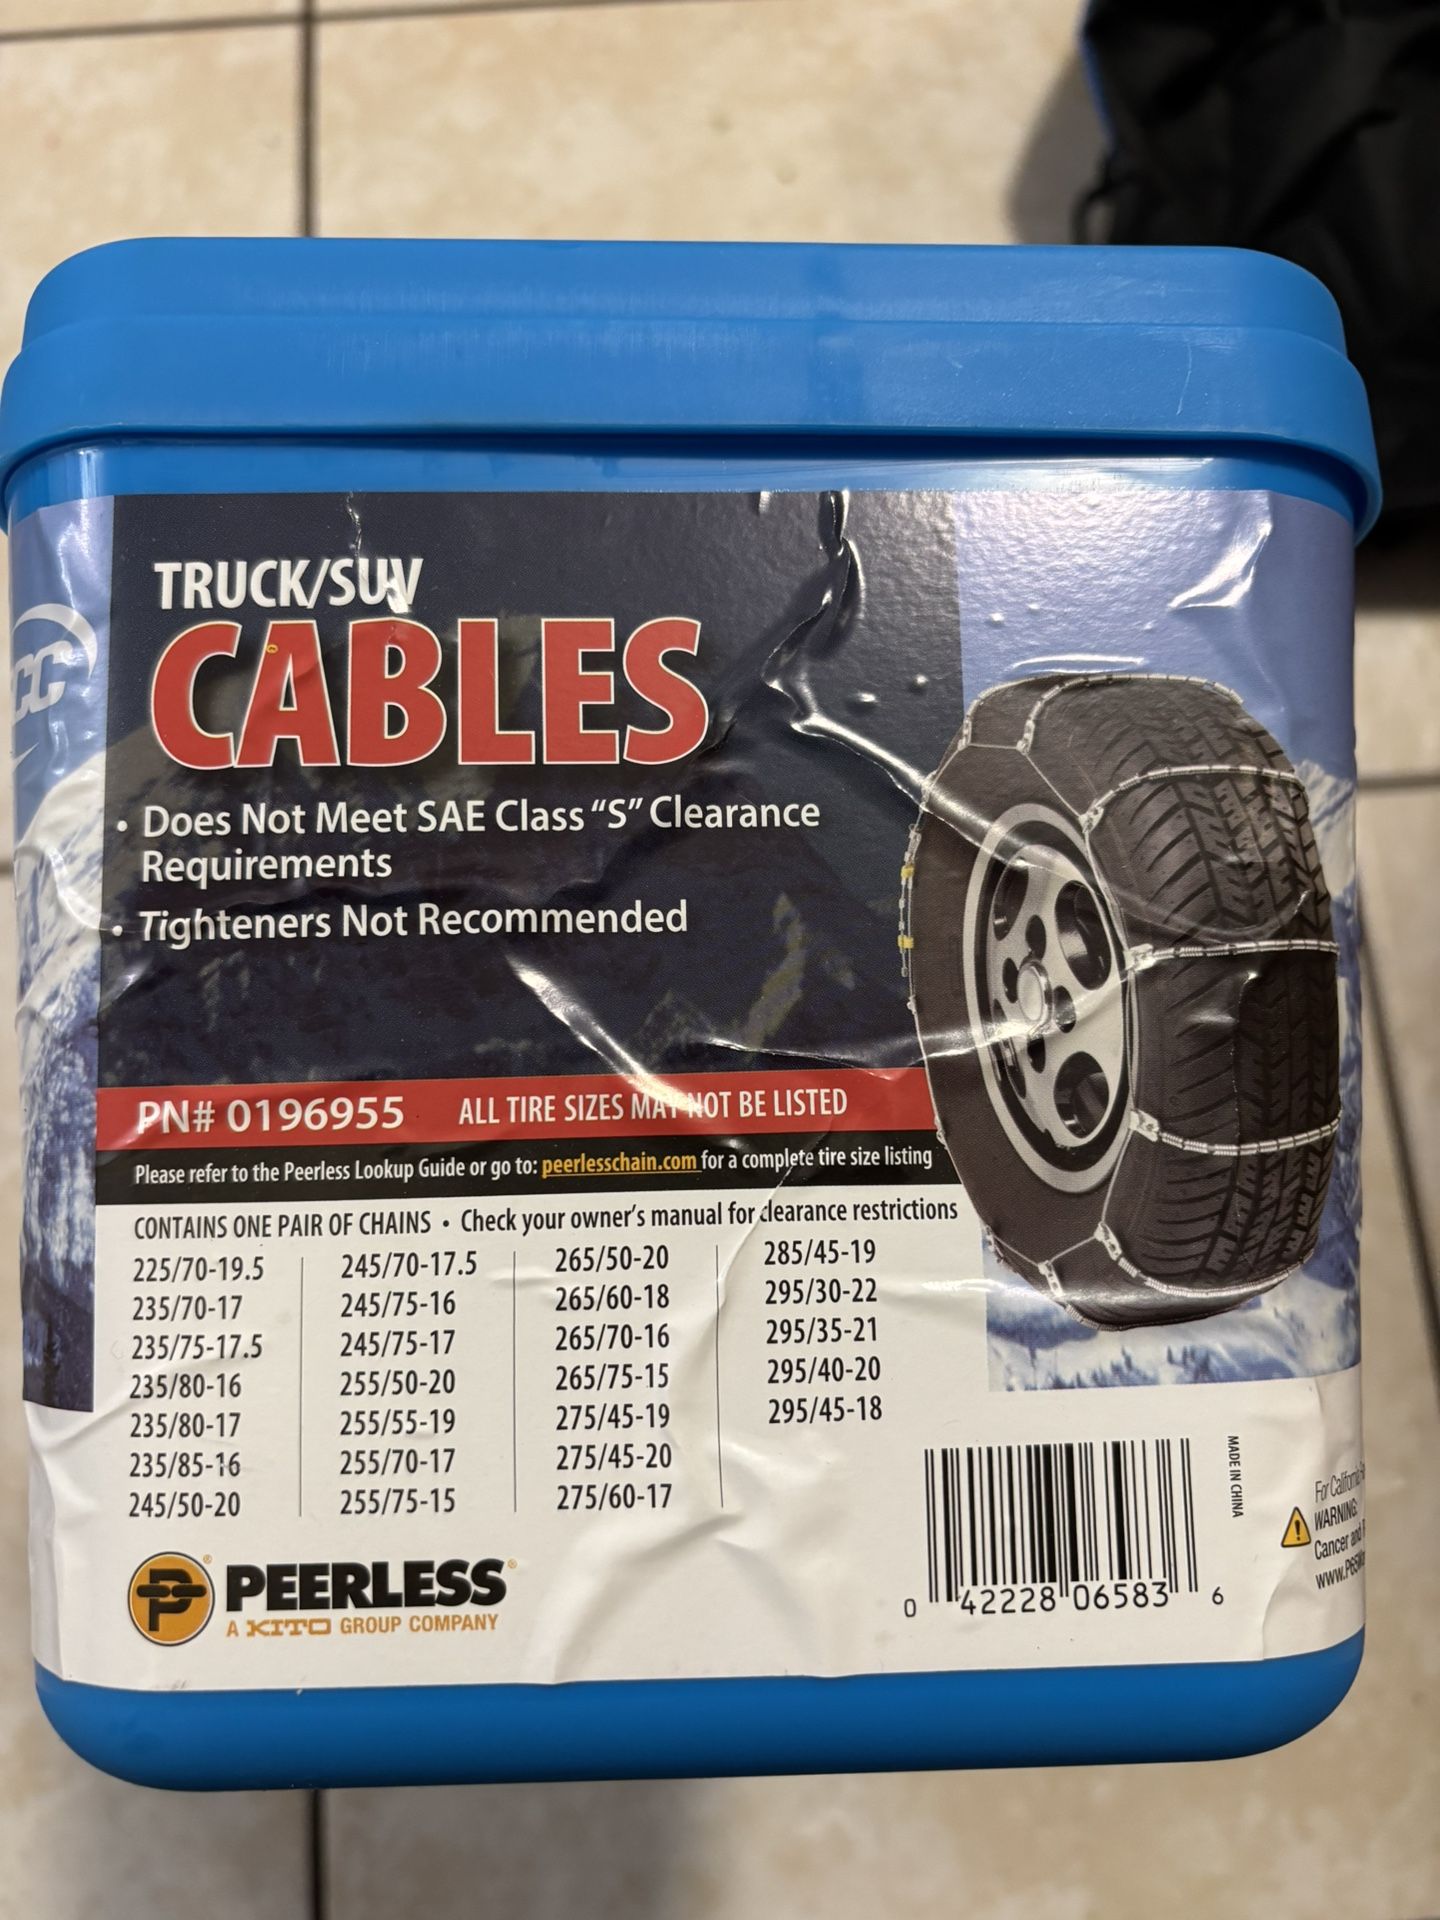 TRUCK/SUV
CABLES
• Does Not Meet SAE Class “S” Clearance
Requirements
• Tighteners Not Recommended
PN# 0196955 ALL TIRE SIZES MAY NOT BE LISTED
Please refer to the Peerless Lookup Guide or go to: peerlesschain.com for a complete tire size listing
CONTAINS ONE PAIR OF CHAINS • Check your owner's manual for clearance restrictions
225/70-19.5
235/70-17
235/75-17.5
235/80-16
235/80-17
235/85-16
245/50-20
245/70-17.5
245/75-16
245/75-17
255/50-20
255/55-19
255/70-17
255/75-15
265/50-20
265/60-18
265/70-16
265/75-15
275/45-19
275/45-20
275/60-17
285/45-19
295/30-22
295/35-21
295/40-20
295/45-18
P
PEERLESS®
A KITO GROUP COMPANY
0 42228 06583 6
MADE IN CHINA
For California
WARNING:
Cancer and